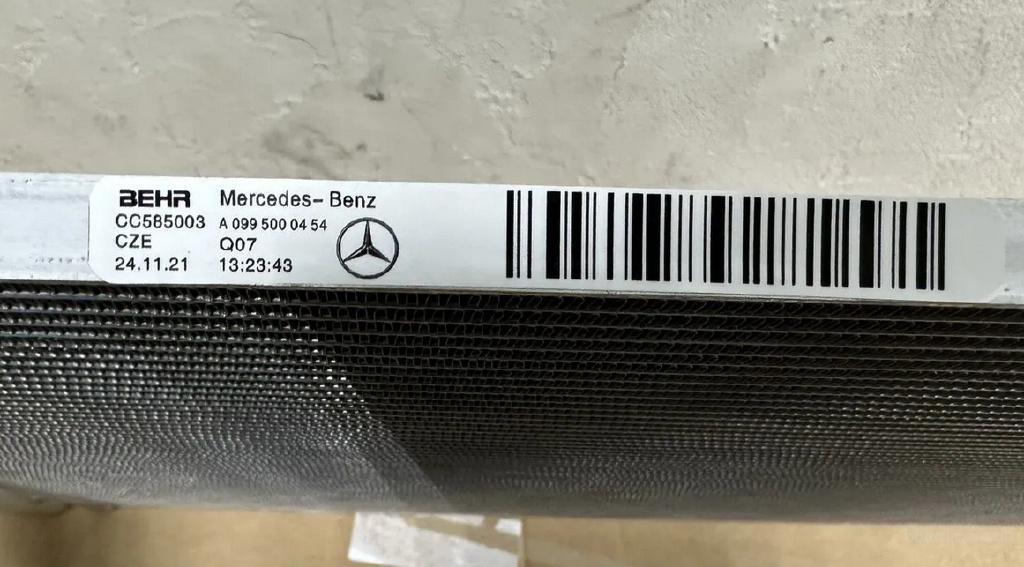 BEHR Mercedes-Benz
CC585003 A 099 500 04 54
CZE Q07
24.11.21 13:23:43